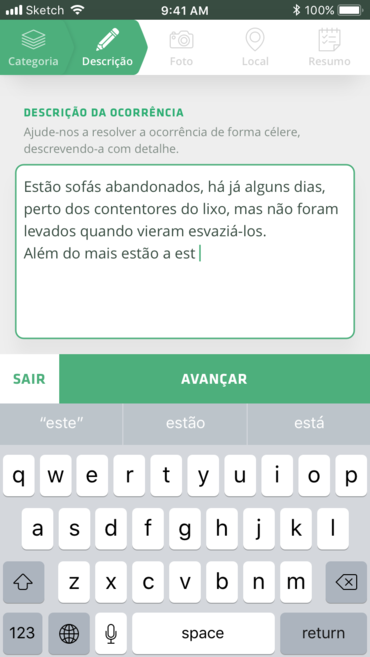 Sketch 9:41 AM 100%
Categoria Descrição Foto Local Resumo
DESCRIÇÃO DA OCORRÊNCIA
Ajude-nos a resolver a ocorrência de forma célere,
descrevendo-a com detalhe.
Estão sofás abandonados, há já alguns dias,
perto dos contentores do lixo, mas não foram
levados quando vieram esvaziá-los.
Além do mais estão a est
SAIR AVANÇAR
“este” estão está
q w e r t y u i o p
a s d f g h j k l
z x c v b n m
123 space return